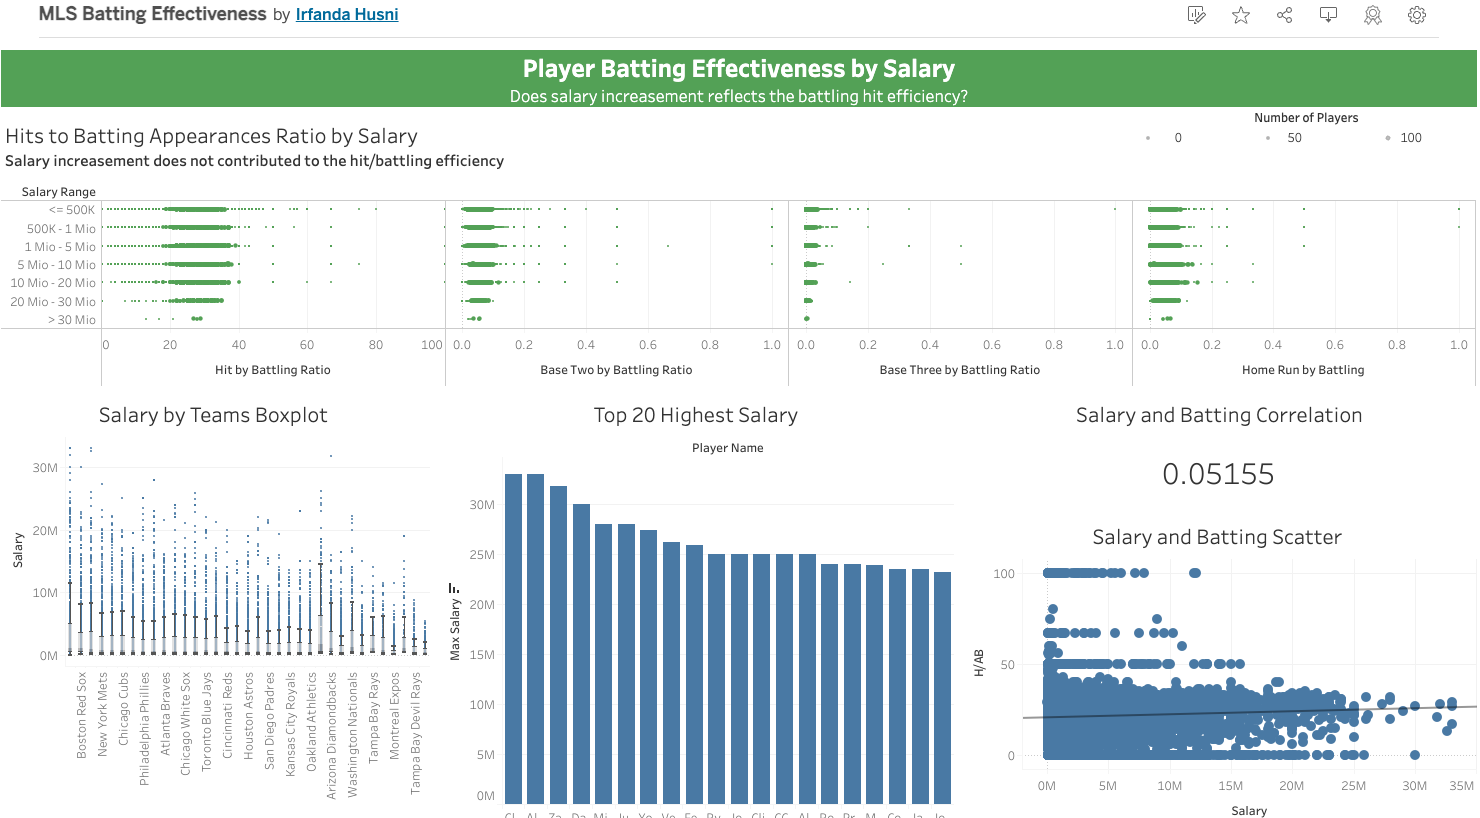 MLS Batting Effectiveness by Irfanda Husni
Player Batting Effectiveness by Salary
Does salary increasement reflects the battling hit efficiency?
Hits to Batting Appearances Ratio by Salary
Salary increasement does not contributed to the hit/battling efficiency
Number of Players
0 50 100
Salary Range
<= 500K
500K - 1 Mio
1 Mio - 5 Mio
5 Mio - 10 Mio
10 Mio - 20 Mio
20 Mio - 30 Mio
> 30 Mio
0 20 40 60 80 100
Hit by Battling Ratio
0.0 0.2 0.4 0.6 0.8 1.0
Base Two by Battling Ratio
0.0 0.2 0.4 0.6 0.8 1.0
Base Three by Battling Ratio
0.0 0.2 0.4 0.6 0.8 1.0
Home Run by Battling
Salary by Teams Boxplot
Salary
30M
20M
10M
0M
Boston Red Sox
New York Mets
Chicago Cubs
Philadelphia Phillies
Atlanta Braves
Chicago White Sox
Toronto Blue Jays
Cincinnati Reds
Houston Astros
San Diego Padres
Kansas City Royals
Oakland Athletics
Arizona Diamondbacks
Washington Nationals
Tampa Bay Rays
Montreal Expos
Tampa Bay Devil Rays
Top 20 Highest Salary
Player Name
Max Salary
30M
25M
20M
15M
10M
5M
0M
Salary and Batting Correlation
0.05155
Salary and Batting Scatter
H/AB
100
50
0
0M 5M 10M 15M 20M 25M 30M 35M
Salary